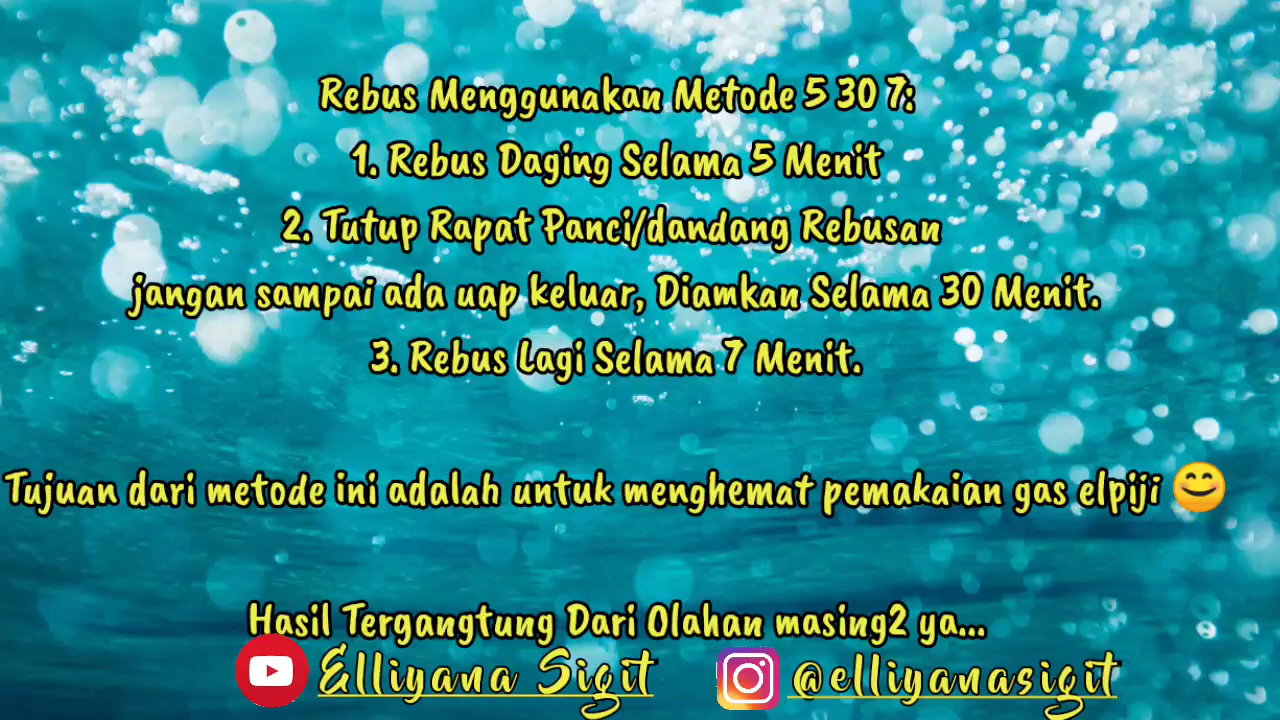 Rebus Menggunakan Metode 5 30 7:
1. Rebus Daging Selama 5 Menit
2. Tutup Rapat Panci/dandang Rebusan
jangan sampai ada uap keluar, Diamkan Selama 30 Menit.
3. Rebus Lagi Selama 7 Menit.
Tujuan dari metode ini adalah untuk menghemat pemakaian gas elpiji 😊
Hasil Tergangtung Dari Olahan masing2 ya...
Elliyana Sigit @elliyanasigit